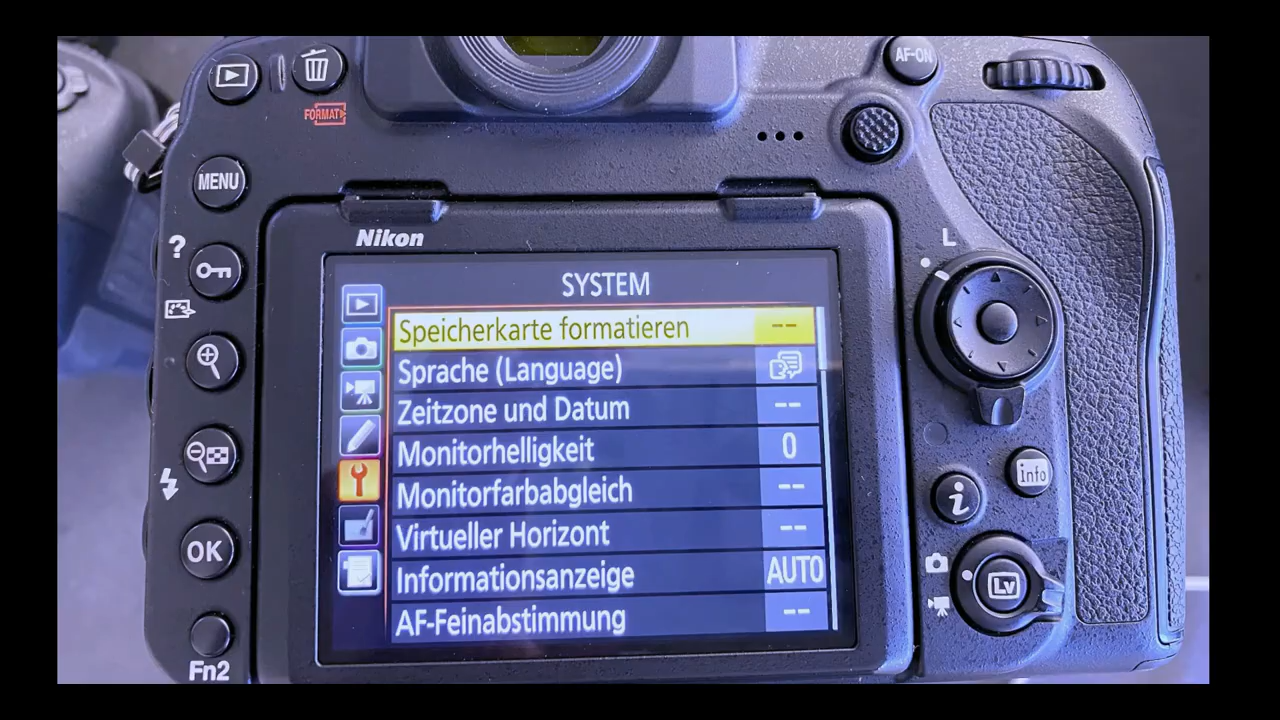 AF-ON
FORMAT
MENU
?
L
Nikon
SYSTEM
Speicherkarte formatieren --
Sprache (Language)
Zeitzone und Datum --
Monitorhelligkeit 0
Monitorfarbabgleich --
Virtueller Horizont --
Informationsanzeige AUTO
AF-Feinabstimmung --
info
i
OK
Lv
Fn2